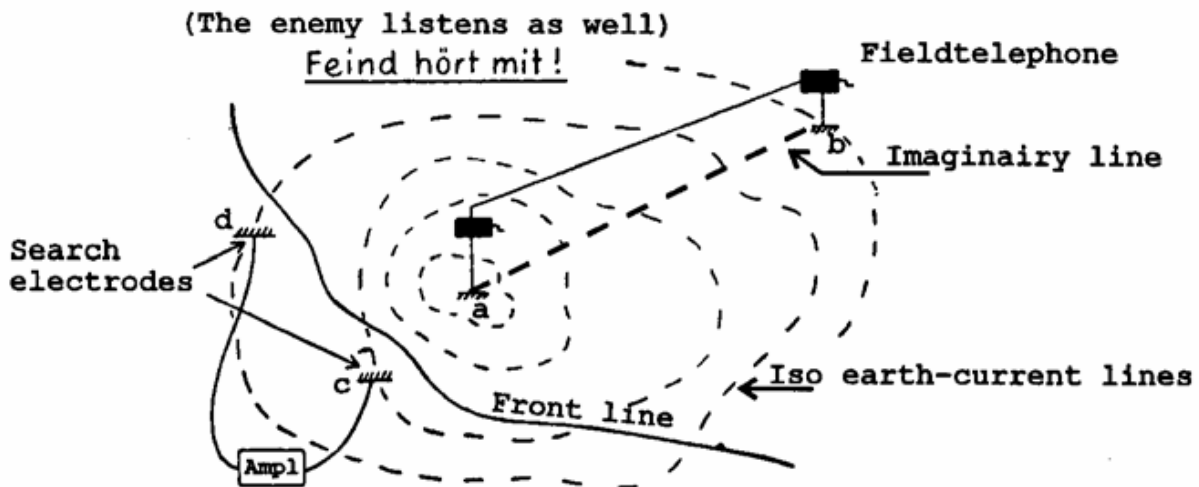 (The enemy listens as well)
Feind hört mit!
Fieldtelephone
b
Imaginairy line
d
Search
electrodes
a
c
Iso earth-current lines
Front line
Ampl